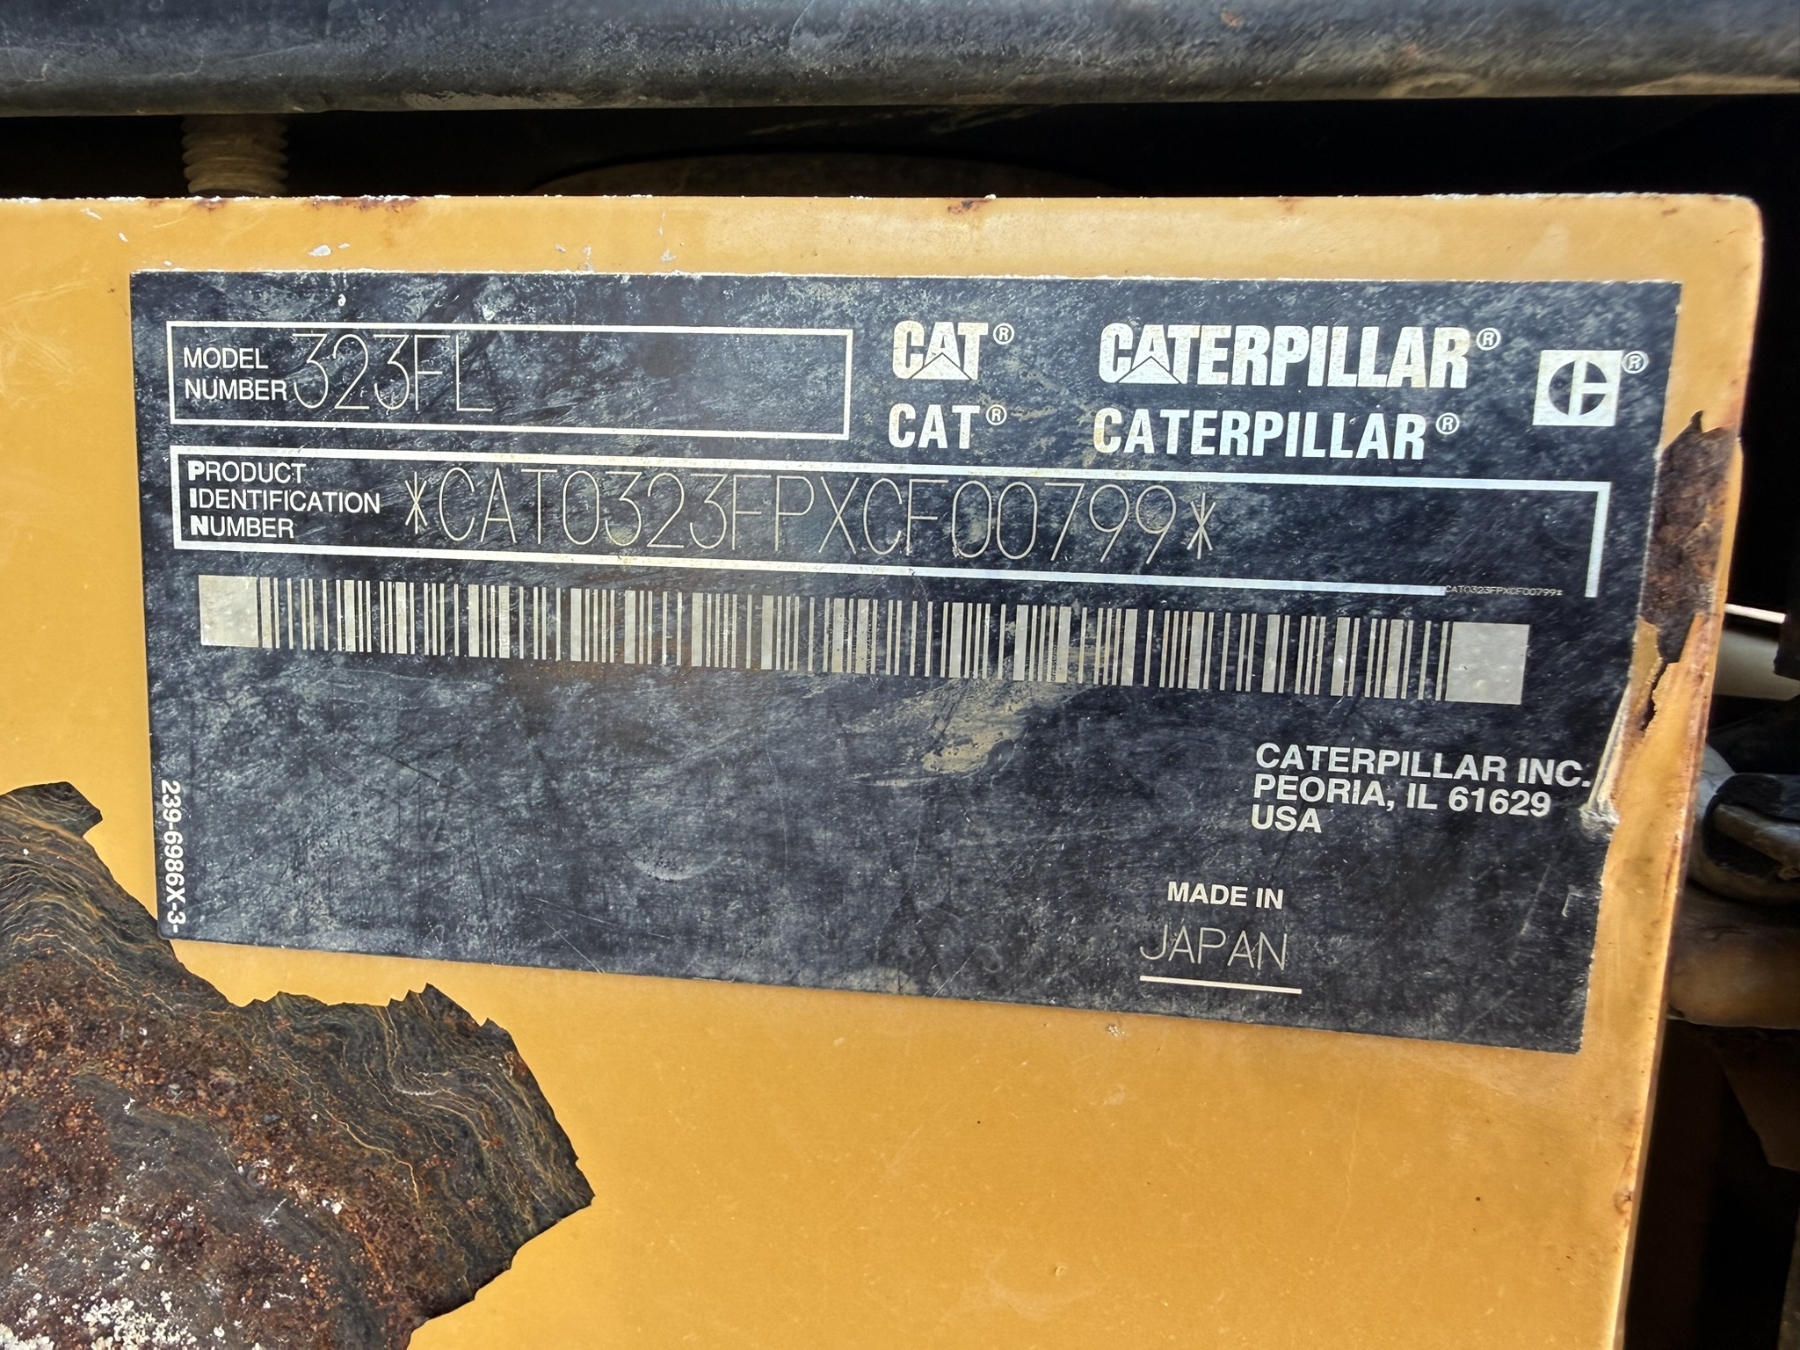 MODEL NUMBER 323FL
CAT® CATERPILLAR® C®
CAT® CATERPILLAR®
PRODUCT IDENTIFICATION NUMBER *CAT0323FPXCF00799*
CAT0323FPXCF00799*
CATERPILLAR INC.
PEORIA, IL 61629
USA
MADE IN
JAPAN
239-6986X-3-